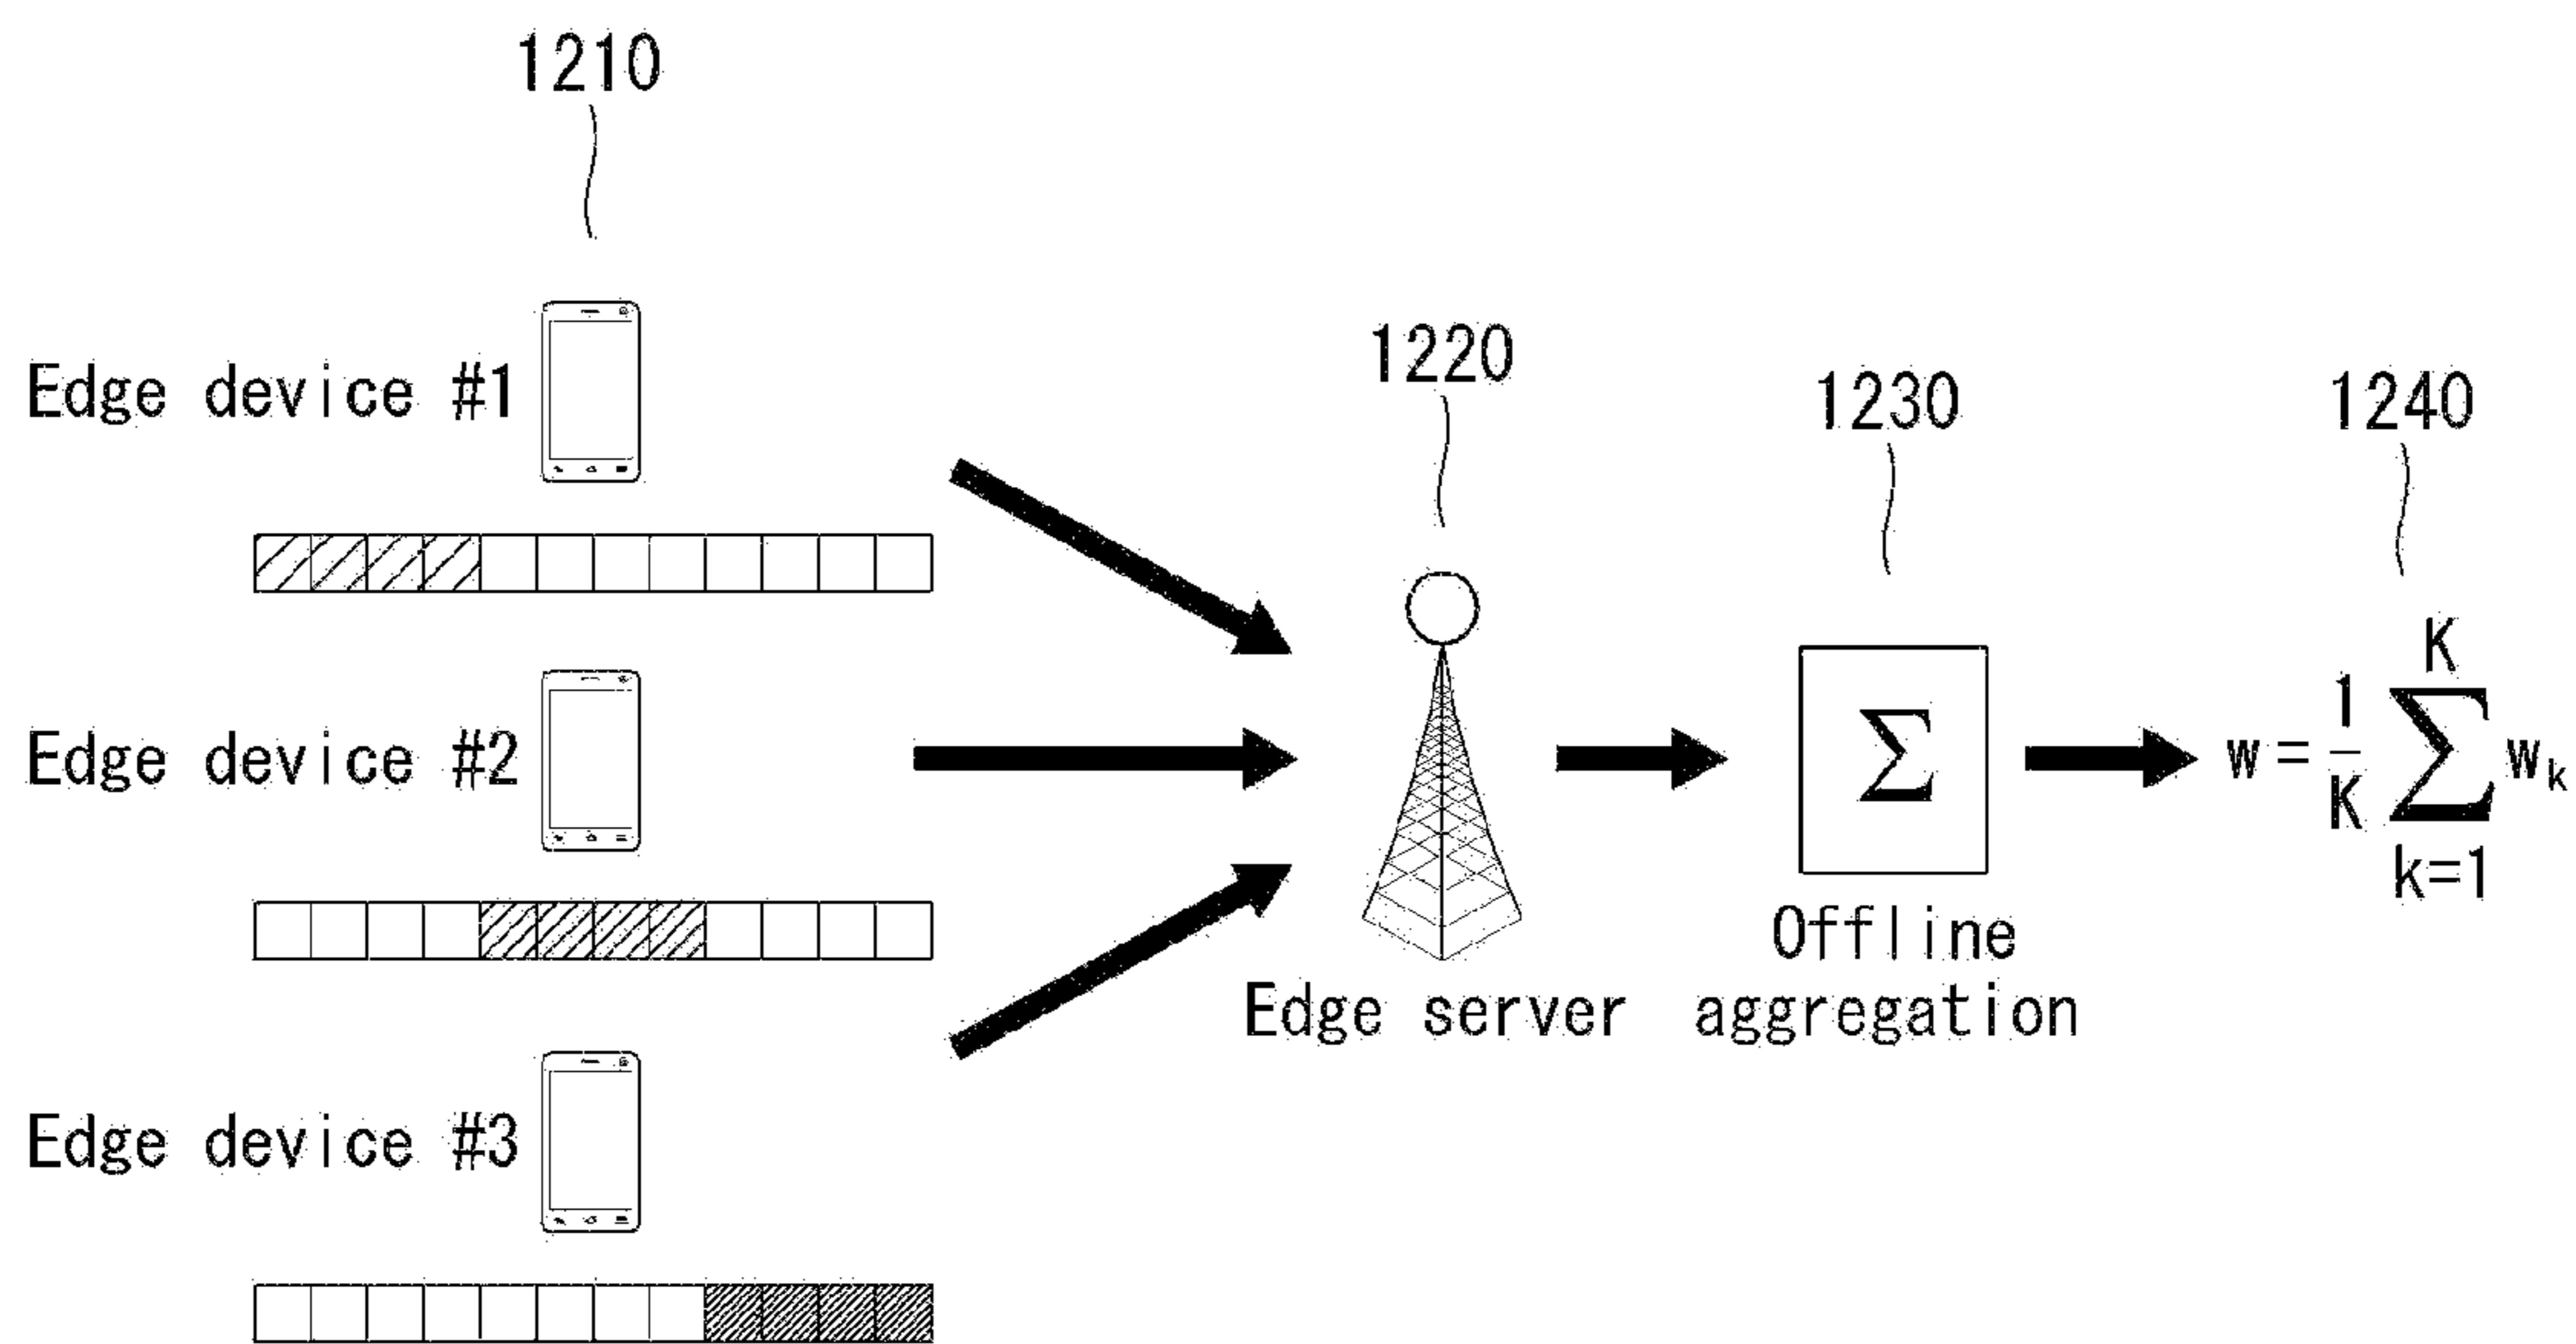 1210
Edge device #1
Edge device #2
Edge device #3
1220
Edge server
1230
Σ
Offline
aggregation
1240
w = 1/K K∑k=1 wk